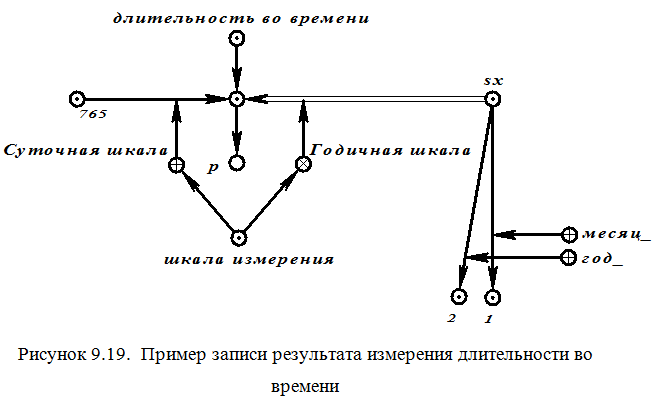 длительность во времени
sx
765
Суточная шкала
p
Годичная шкала
месяц_
год_
шкала измерения
2
1
Рисунок 9.19. Пример записи результата измерения длительности во
времени